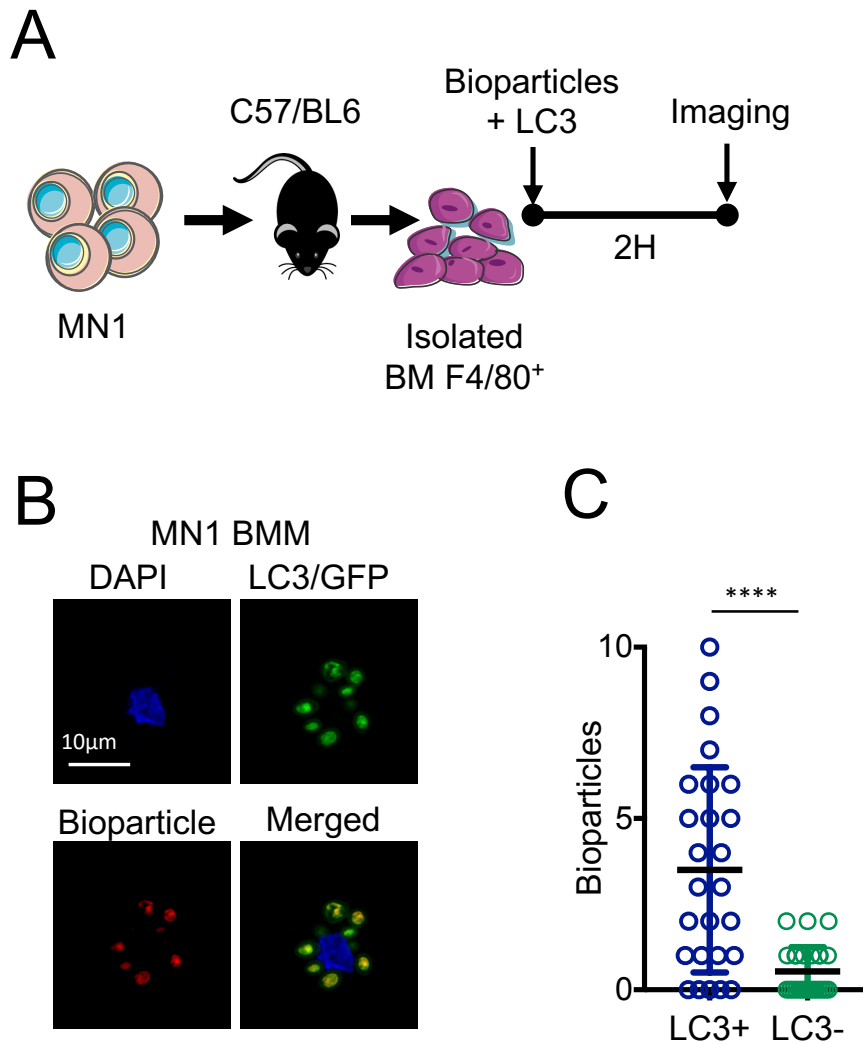 A
C57/BL6
Bioparticles
+ LC3
Imaging
2H
MN1
Isolated
BM F4/80⁺
B
MN1 BMM
DAPI
LC3/GFP
10μm
Bioparticle
Merged
C
****
10
5
0
Bioparticles
LC3+
LC3-